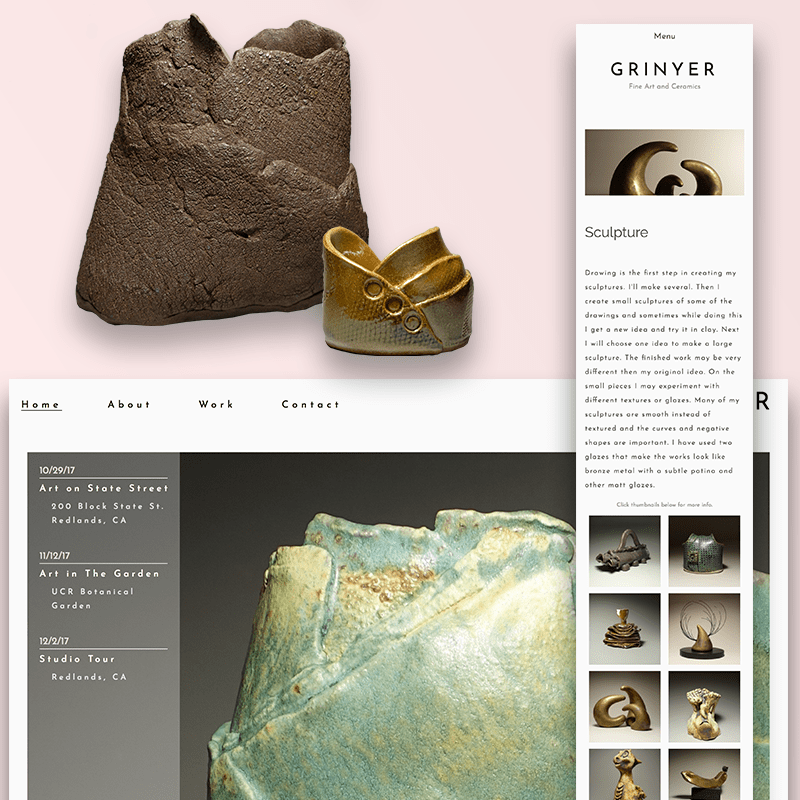 Menu
GRINYER
Fine Art and Ceramics
Sculpture
Drawing is the first step in creating my
sculptures. I'll make several. Then I
create small sculptures of some of the
drawings and sometimes while doing this
I get a new idea and try it in clay. Next
I will choose one idea to make a large
sculpture. The finished work may be very
different then my original idea. On the
small pieces I may experiment with
different textures or glazes. Many of my
sculptures are smooth instead of
textured and the curves and negative
shapes are important. I have used two
glazes that make the works look like
bronze metal with a subtle patina and
other matt glazes.
Click thumbnails below for more info.
Home About Work Contact
R
10/29/17
Art on State Street
200 Block State St.
Redlands, CA
11/12/17
Art in The Garden
UCR Botanical
Garden
12/2/17
Studio Tour
Redlands, CA